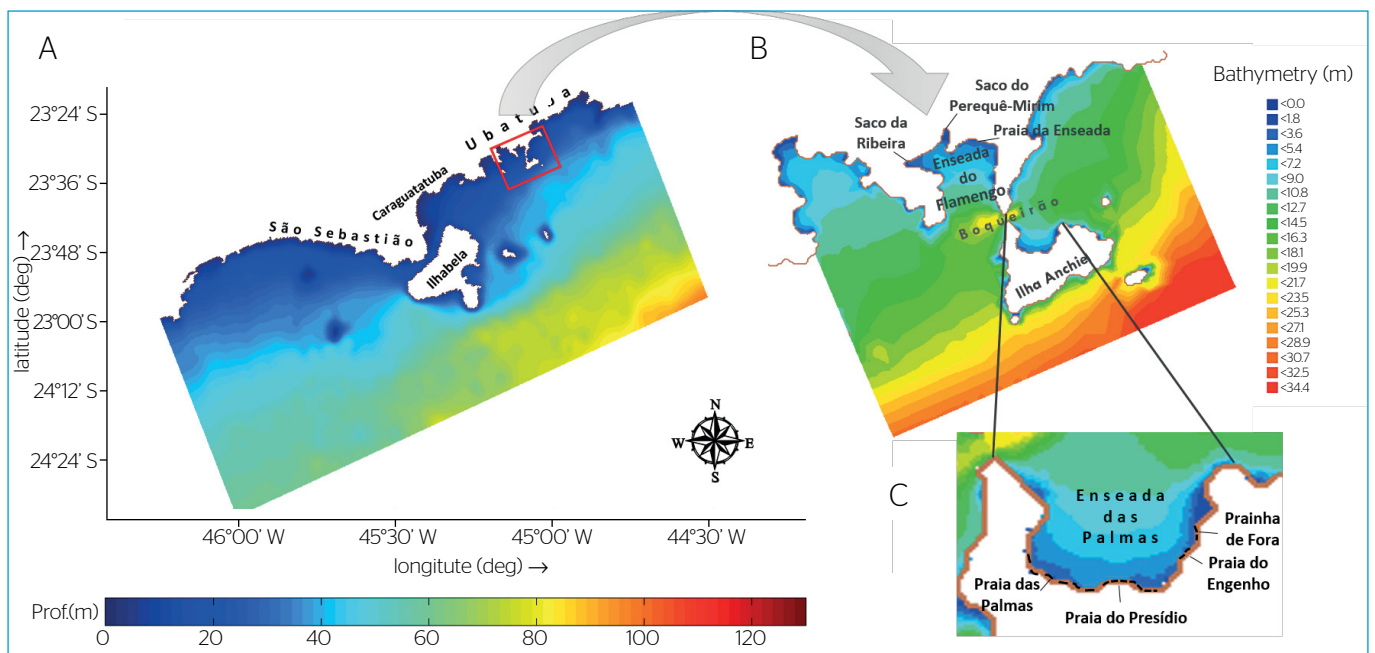 A
23°24' S
23°36' S
23°48' S
23°00' S
24°12' S
24°24' S
latitude (deg) →
Ubatuba
Caraguatatuba
São Sebastião
Ilhabela
N
W E
S
46°00' W 45°30' W 45°00' W 44°30' W
longitute (deg) →
Prof.(m)
0 20 40 60 80 100 120
B
Saco do
Perequê-Mirim
Saco da
Ribeira
Praia da Enseada
Enseada
do
Flamengo
Boqueirão
Ilha Anchie
Bathymetry (m)
<0.0
<1.8
<3.6
<5.4
<7.2
<9.0
<10.8
<12.7
<14.5
<16.3
<18.1
<19.9
<21.7
<23.5
<25.3
<27.1
<28.9
<30.7
<32.5
<34.4
C
Enseada
das
Palmas
Prainha
de Fora
Praia do
Engenho
Praia das
Palmas
Praia do Presídio